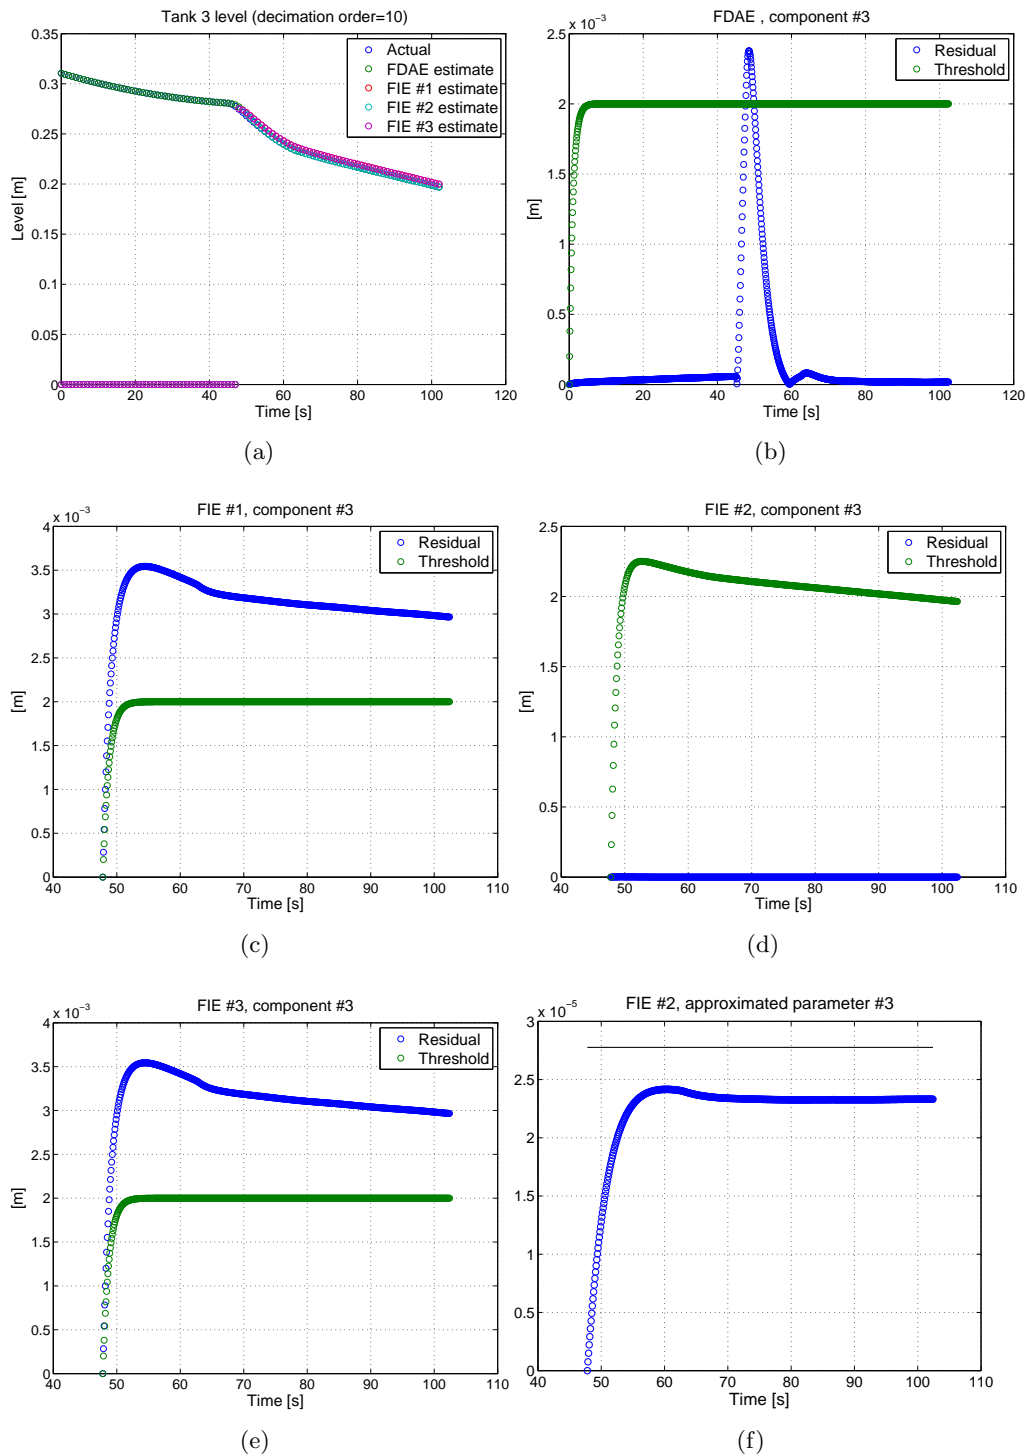 Tank 3 level (decimation order=10)
0.35
0.3
0.25
0.2
0.15
0.1
0.05
0
Level [m]
Actual
FDAE estimate
FIE #1 estimate
FIE #2 estimate
FIE #3 estimate
0 20 40 60 80 100 120
Time [s]
(a)
FDAE , component #3
x 10⁻³
2.5
2
1.5
1
0.5
0
[m]
Residual
Threshold
0 20 40 60 80 100 120
Time [s]
(b)
FIE #1, component #3
x 10⁻³
4
3.5
3
2.5
2
1.5
1
0.5
0
[m]
Residual
Threshold
40 50 60 70 80 90 100 110
Time [s]
(c)
FIE #2, component #3
2.5
2
1.5
1
0.5
0
[m]
Residual
Threshold
40 50 60 70 80 90 100 110
Time [s]
(d)
FIE #3, component #3
x 10⁻³
4
3.5
3
2.5
2
1.5
1
0.5
0
[m]
Residual
Threshold
40 50 60 70 80 90 100 110
Time [s]
(e)
FIE #2, approximated parameter #3
x 10⁻⁵
3
2.5
2
1.5
1
0.5
0
40 50 60 70 80 90 100 110
Time [s]
(f)